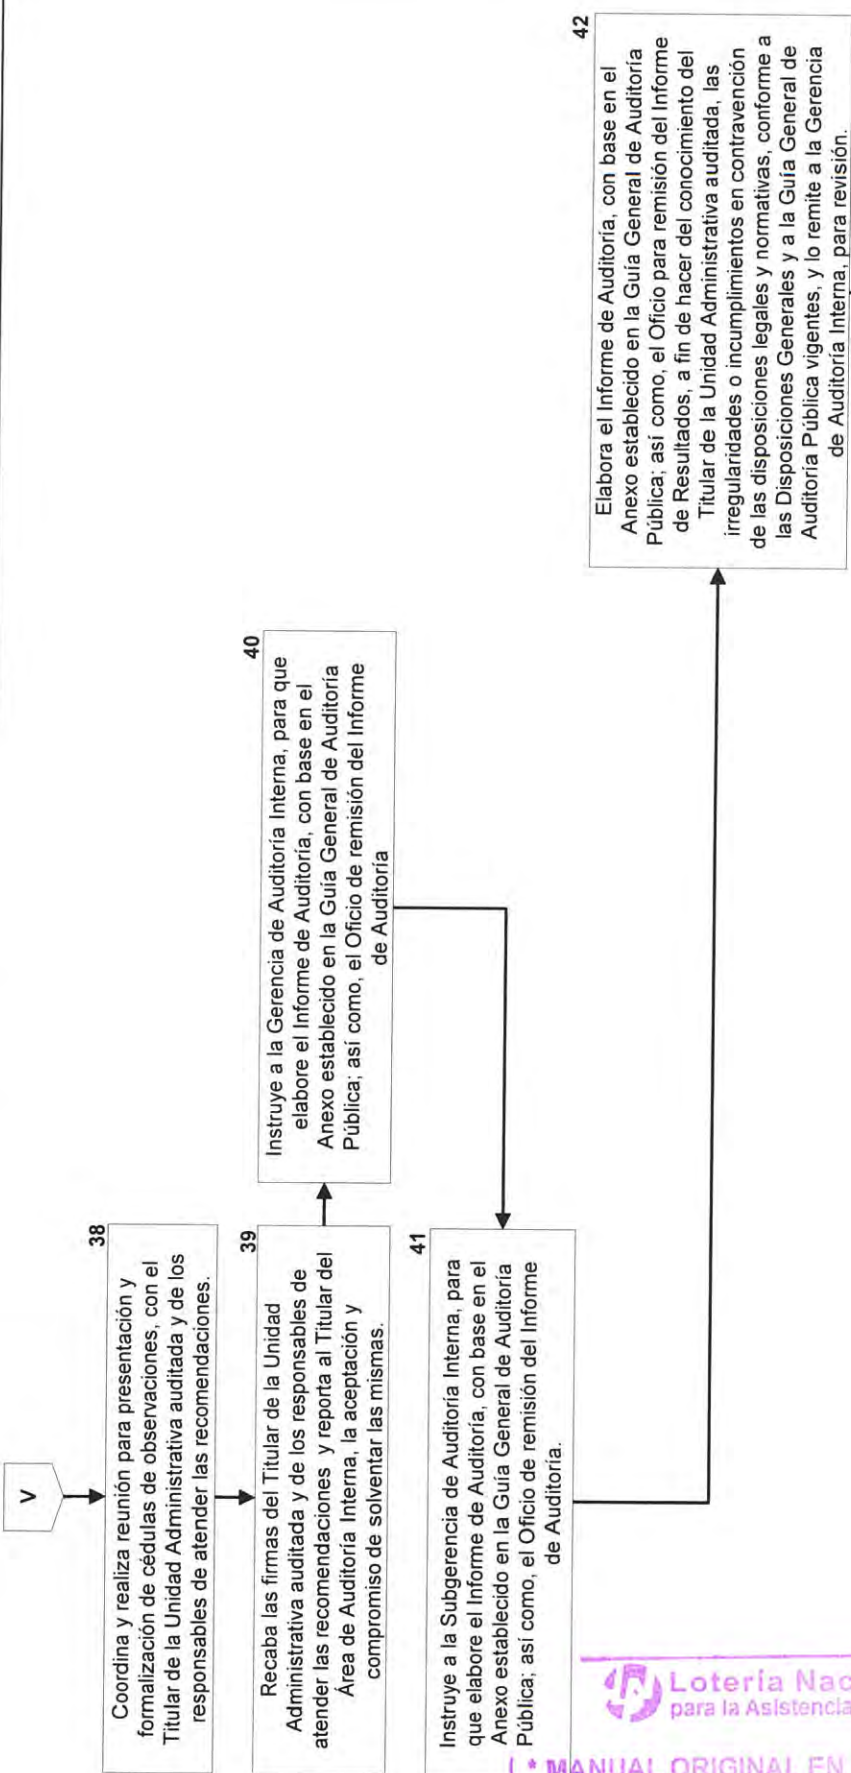 V
38
Coordina y realiza reunión para presentación y
formalización de cédulas de observaciones, con el
Titular de la Unidad Administrativa auditada y de los
responsables de atender las recomendaciones.
39
Recaba las firmas del Titular de la Unidad
Administrativa auditada y de los responsables de
atender las recomendaciones y reporta al Titular del
Área de Auditoría Interna, la aceptación y
compromiso de solventar las mismas.
40
Instruye a la Gerencia de Auditoría Interna, para que
elabore el Informe de Auditoría, con base en el
Anexo establecido en la Guía General de Auditoría
Pública; así como, el Oficio de remisión del Informe
de Auditoría
41
Instruye a la Subgerencia de Auditoría Interna, para
que elabore el Informe de Auditoría, con base en el
Anexo establecido en la Guía General de Auditoría
Pública; así como, el Oficio de remisión del Informe
de Auditoría.
42
Elabora el Informe de Auditoría, con base en el
Anexo establecido en la Guía General de Auditoría
Pública; así como, el Oficio para remisión del Informe
de Resultados, a fin de hacer del conocimiento del
Titular de la Unidad Administrativa auditada, las
irregularidades o incumplimientos en contravención
de las disposiciones legales y normativas, conforme a
las Disposiciones Generales y a la Guía General de
Auditoría Pública vigentes, y lo remite a la Gerencia
de Auditoría Interna, para revisión.
Lotería Nac
para la Asistencia
* MANUAL ORIGINAL EN